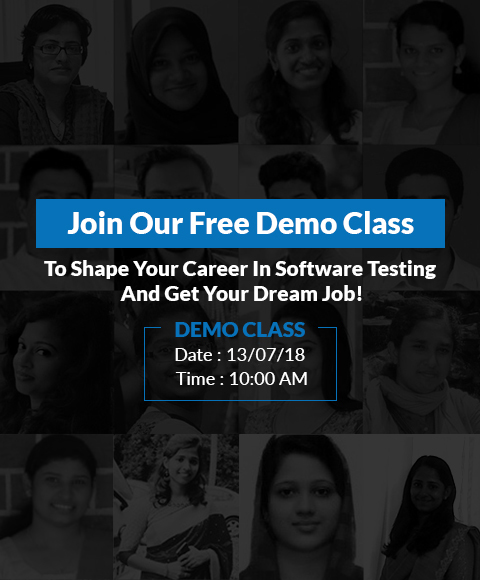 Join Our Free Demo Class
To Shape Your Career In Software Testing
And Get Your Dream Job!
DEMO CLASS
Date : 13/07/18
Time : 10:00 AM